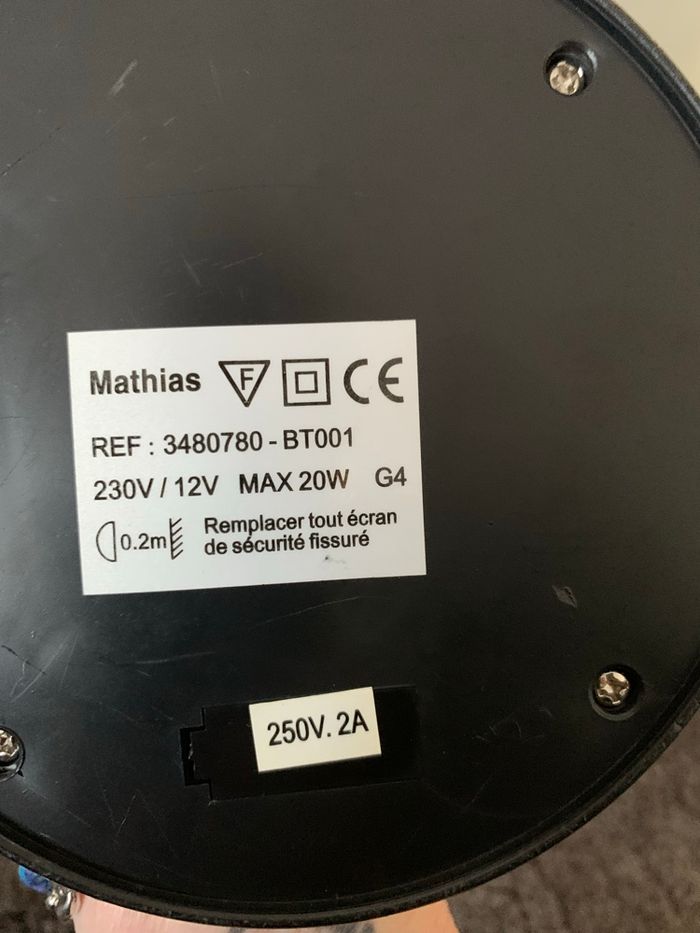 Mathias F CE
REF : 3480780 - BT001
230V / 12V MAX 20W G4
0.2m Remplacer tout écran
de sécurité fissuré
250V. 2A